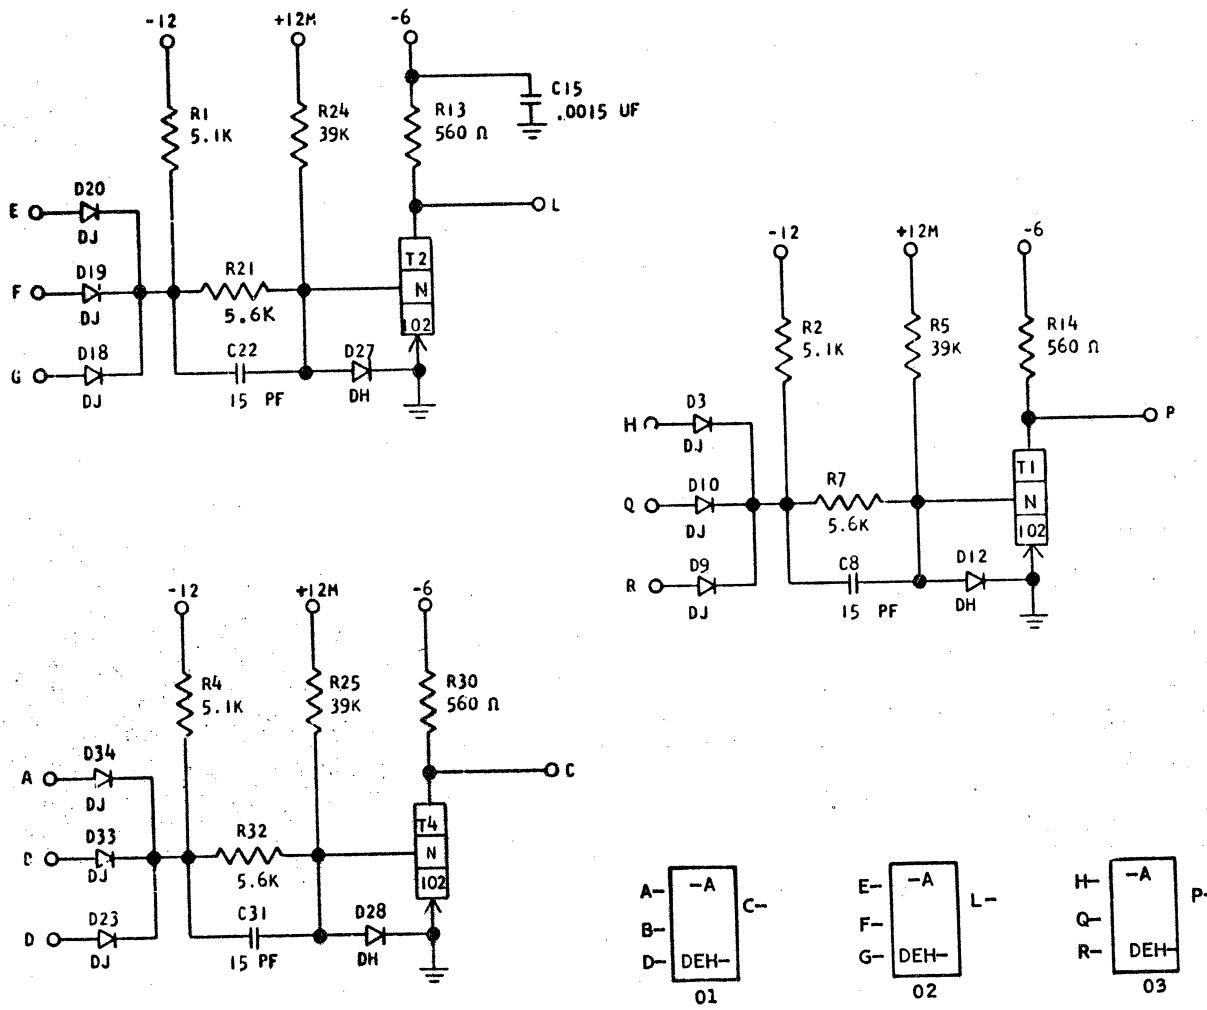 -12
+12M
-6
C15
.0015 UF
R1
5.1K
R24
39K
R13
560 Ω
D20
E
L
DJ
D19
R21
T2
F
N
DJ
5.6K
102
D18
C22
D27
G
DJ
15 PF
DH
-12
+12M
-6
R2
5.1K
R5
39K
R14
560 Ω
D3
H
P
DJ
D10
R7
T1
Q
N
DJ
5.6K
102
D9
C8
D12
R
DJ
15 PF
DH
-12
+12M
-6
R4
5.1K
R25
39K
R30
560 Ω
D34
A
C
DJ
D33
R32
T4
N
DJ
5.6K
102
D23
C31
D28
D
DJ
15 PF
DH
A-
-A
C-
B-
D-
DEH-
01
E-
-A
L-
F-
G-
DEH-
02
H-
-A
P-
Q-
R-
DEH-
03